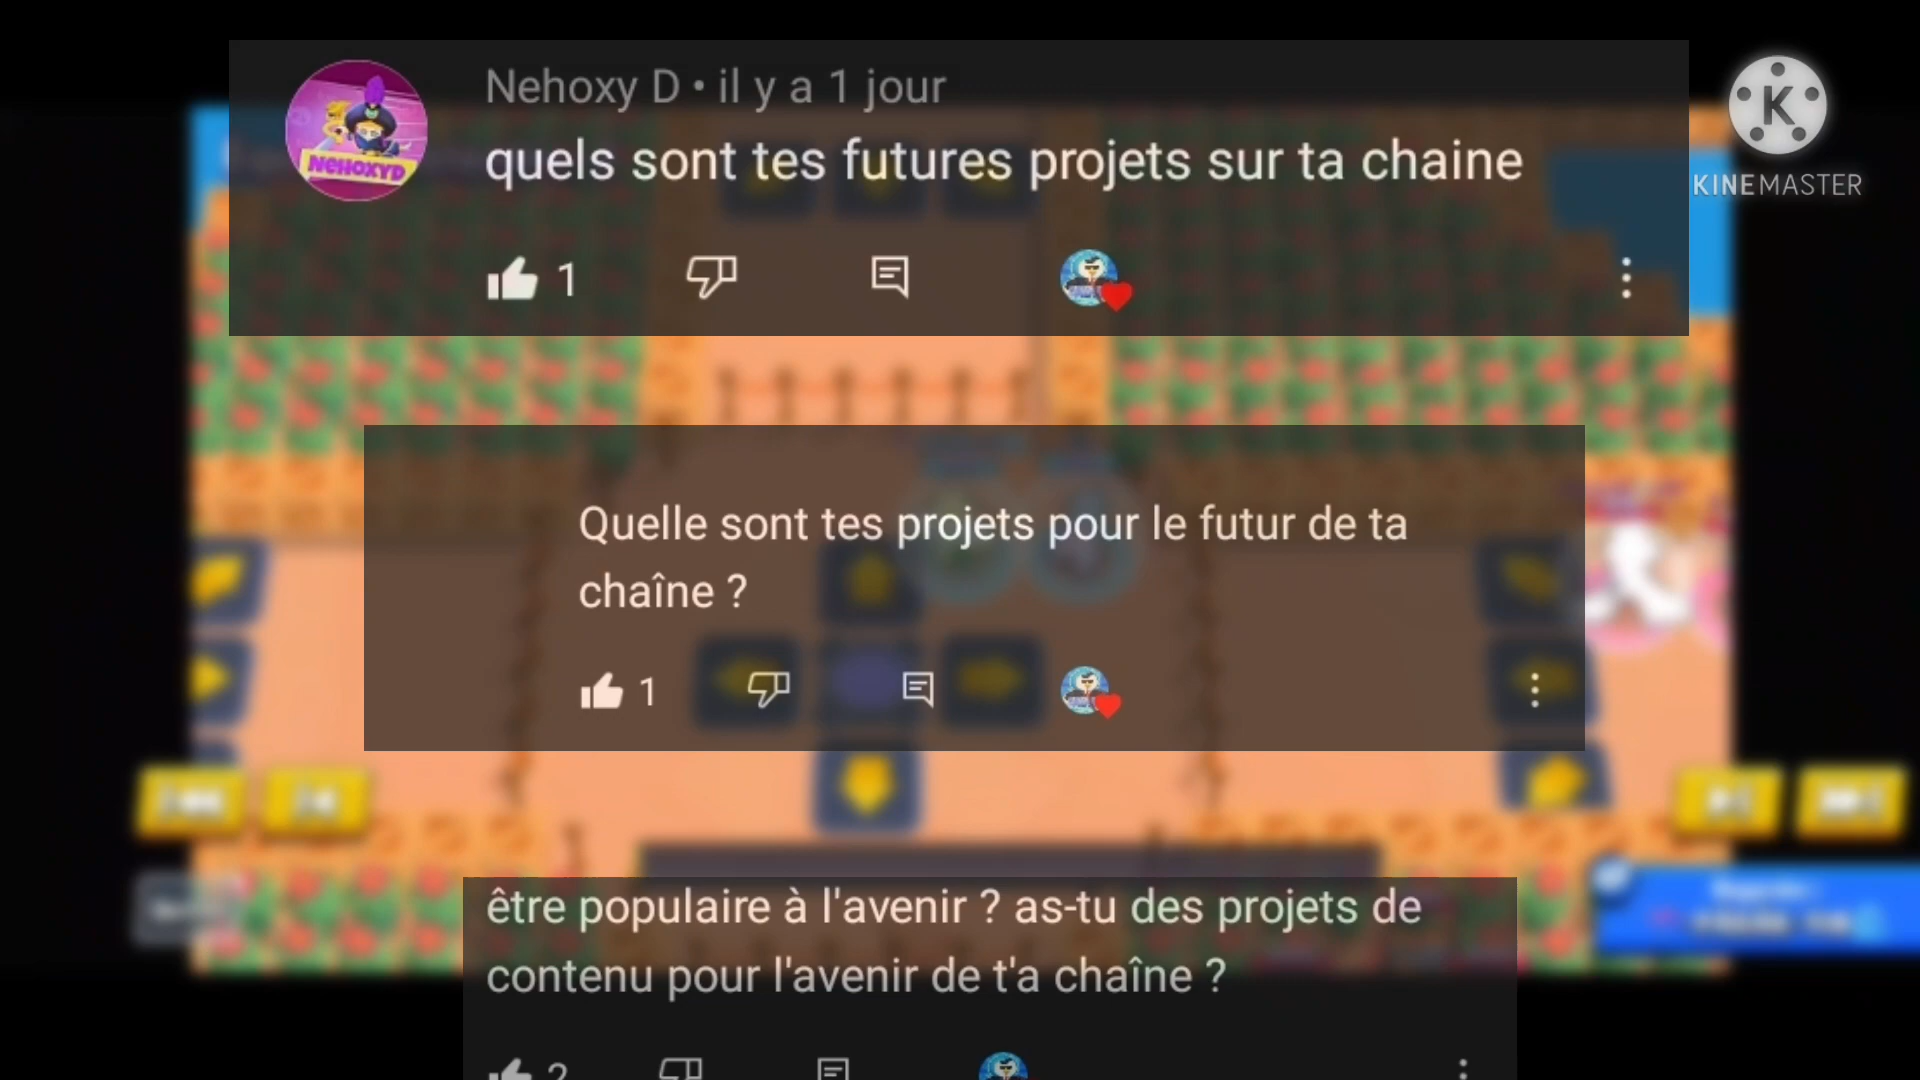 Nehoxy D • il y a 1 jour
quels sont tes futures projets sur ta chaine
1
NEHOXYD
KINEMASTER
Quelle sont tes projets pour le futur de ta
chaîne ?
1
être populaire à l'avenir ? as-tu des projets de
contenu pour l'avenir de t'a chaîne ?
2